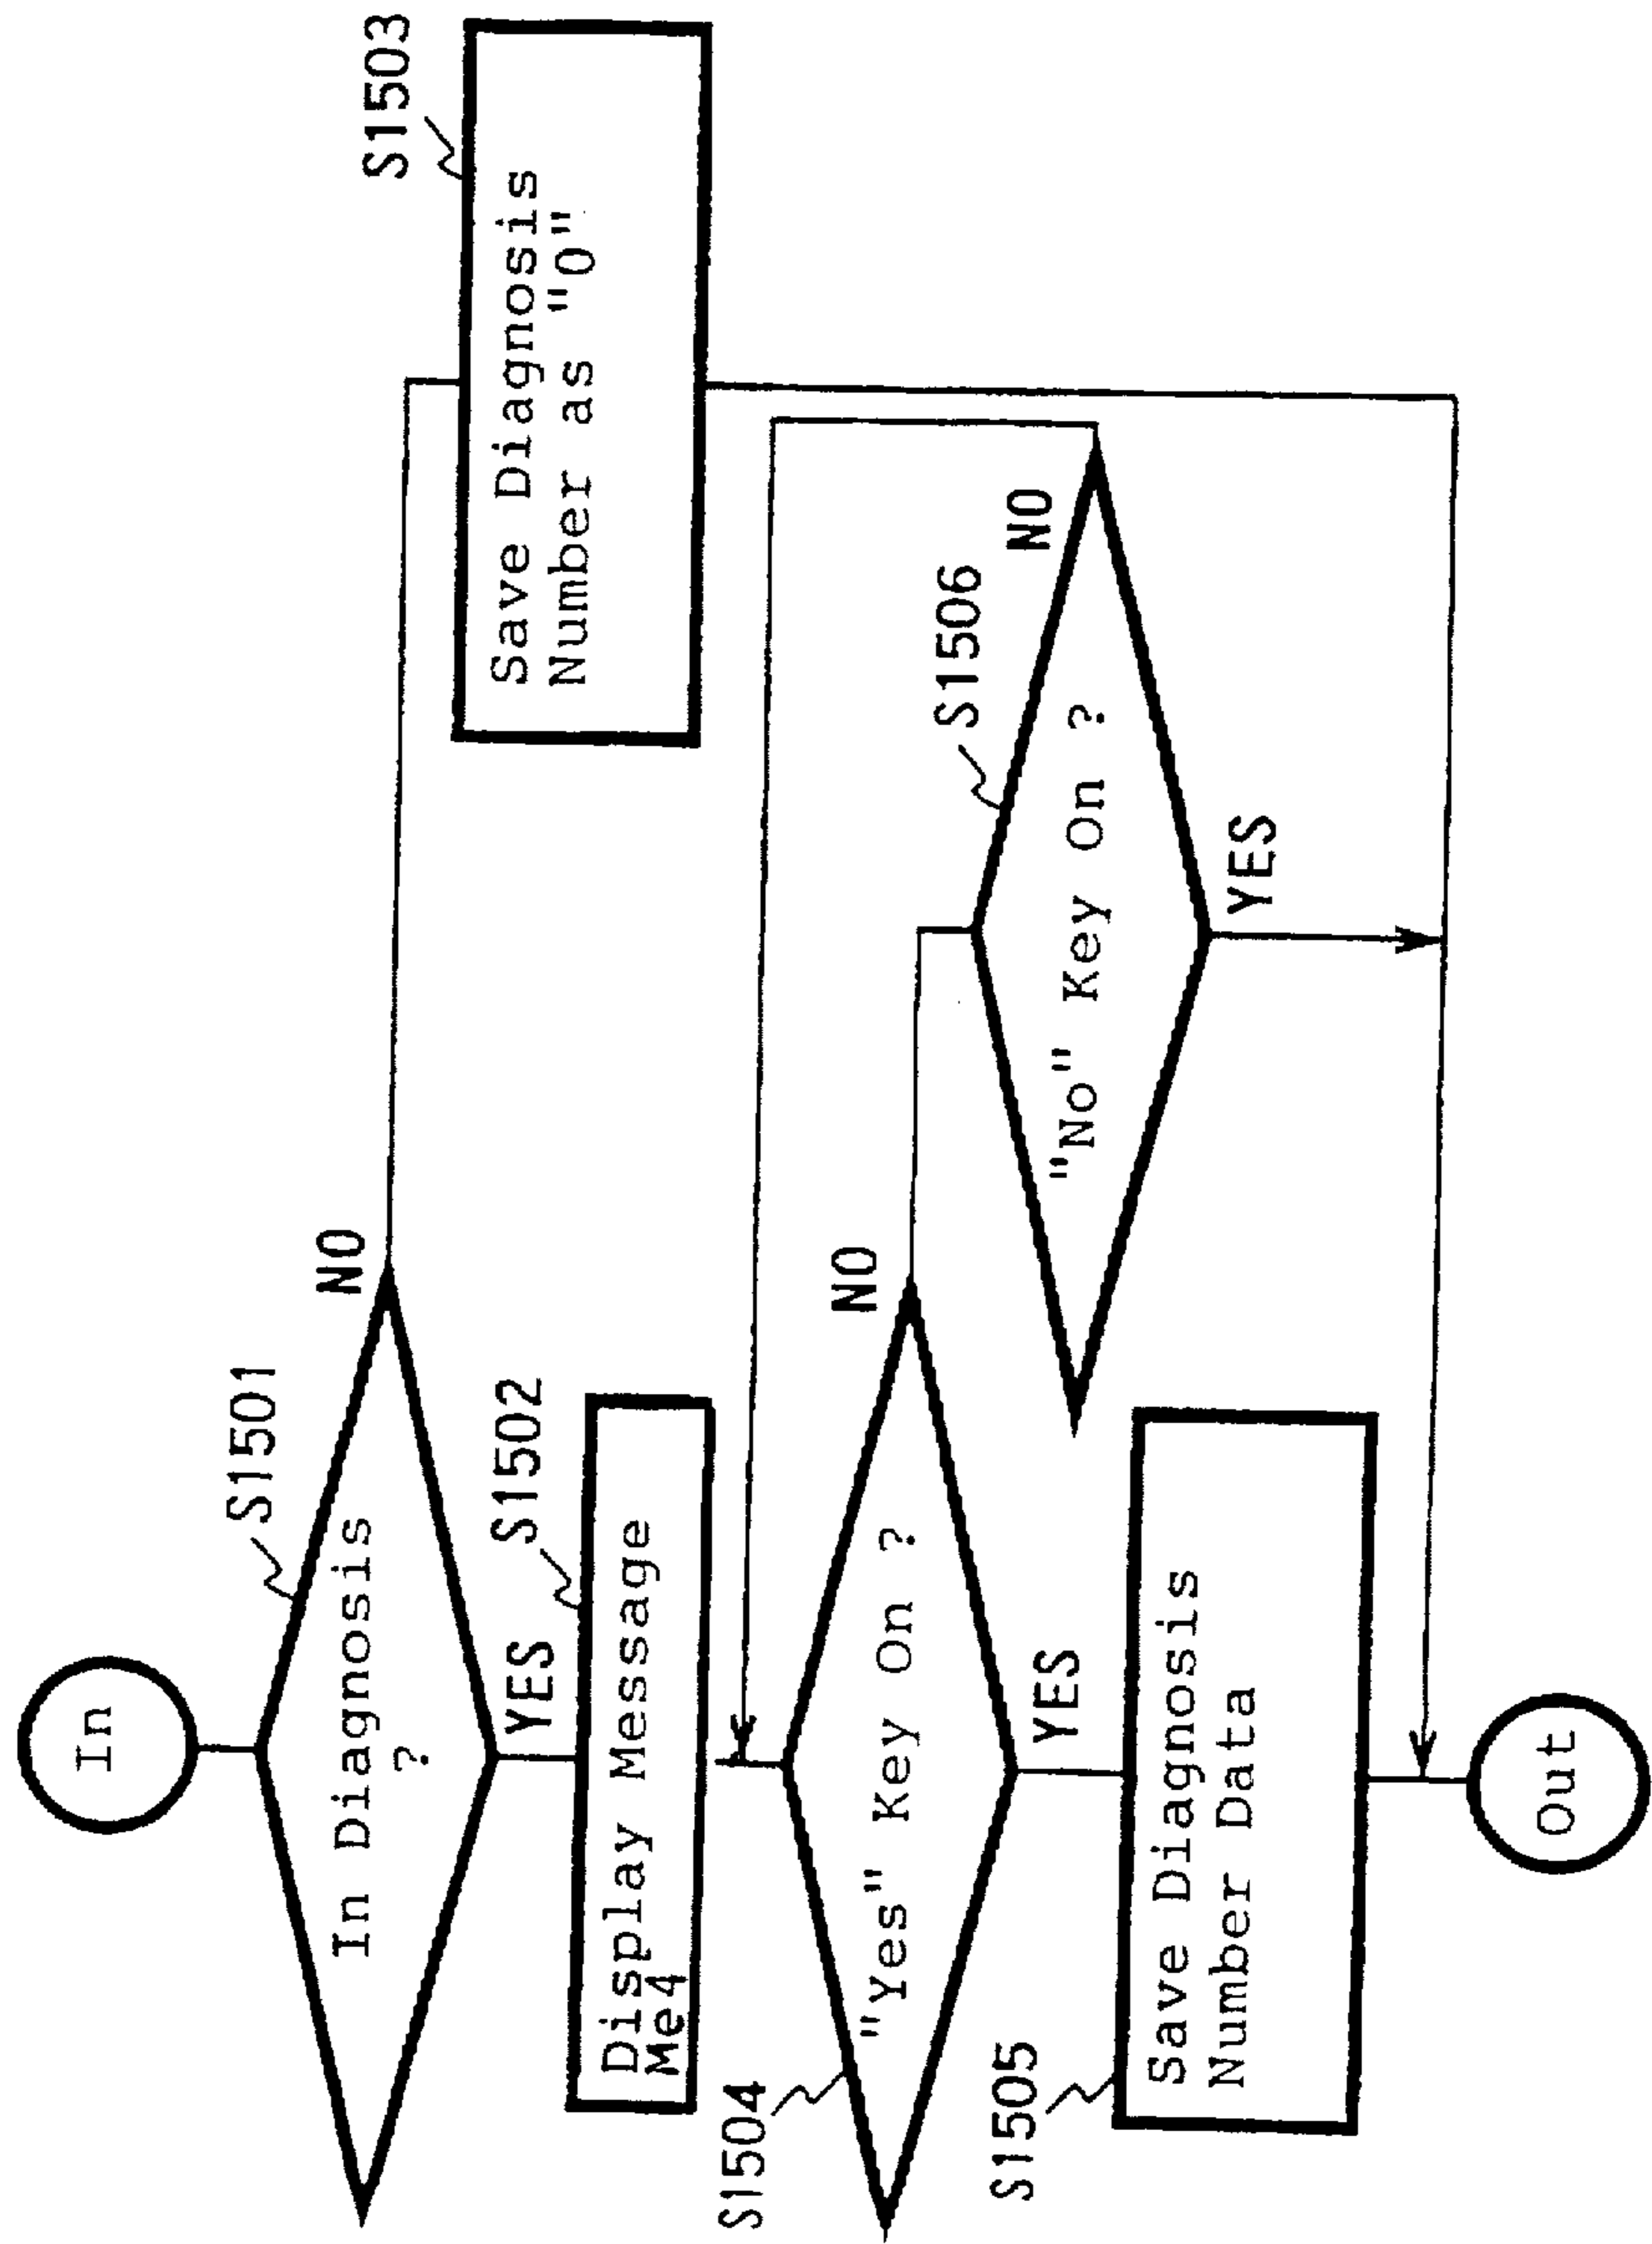 In
S1501
In Diagnosis
?
NO
YES
S1502
Display Message
Me4
S1503
Save Diagnosis
Number as "0"
S1504
"Yes" Key On ?
NO
YES
S1506
"No" Key On ?
NO
YES
S1505
Save Diagnosis
Number Data
Out